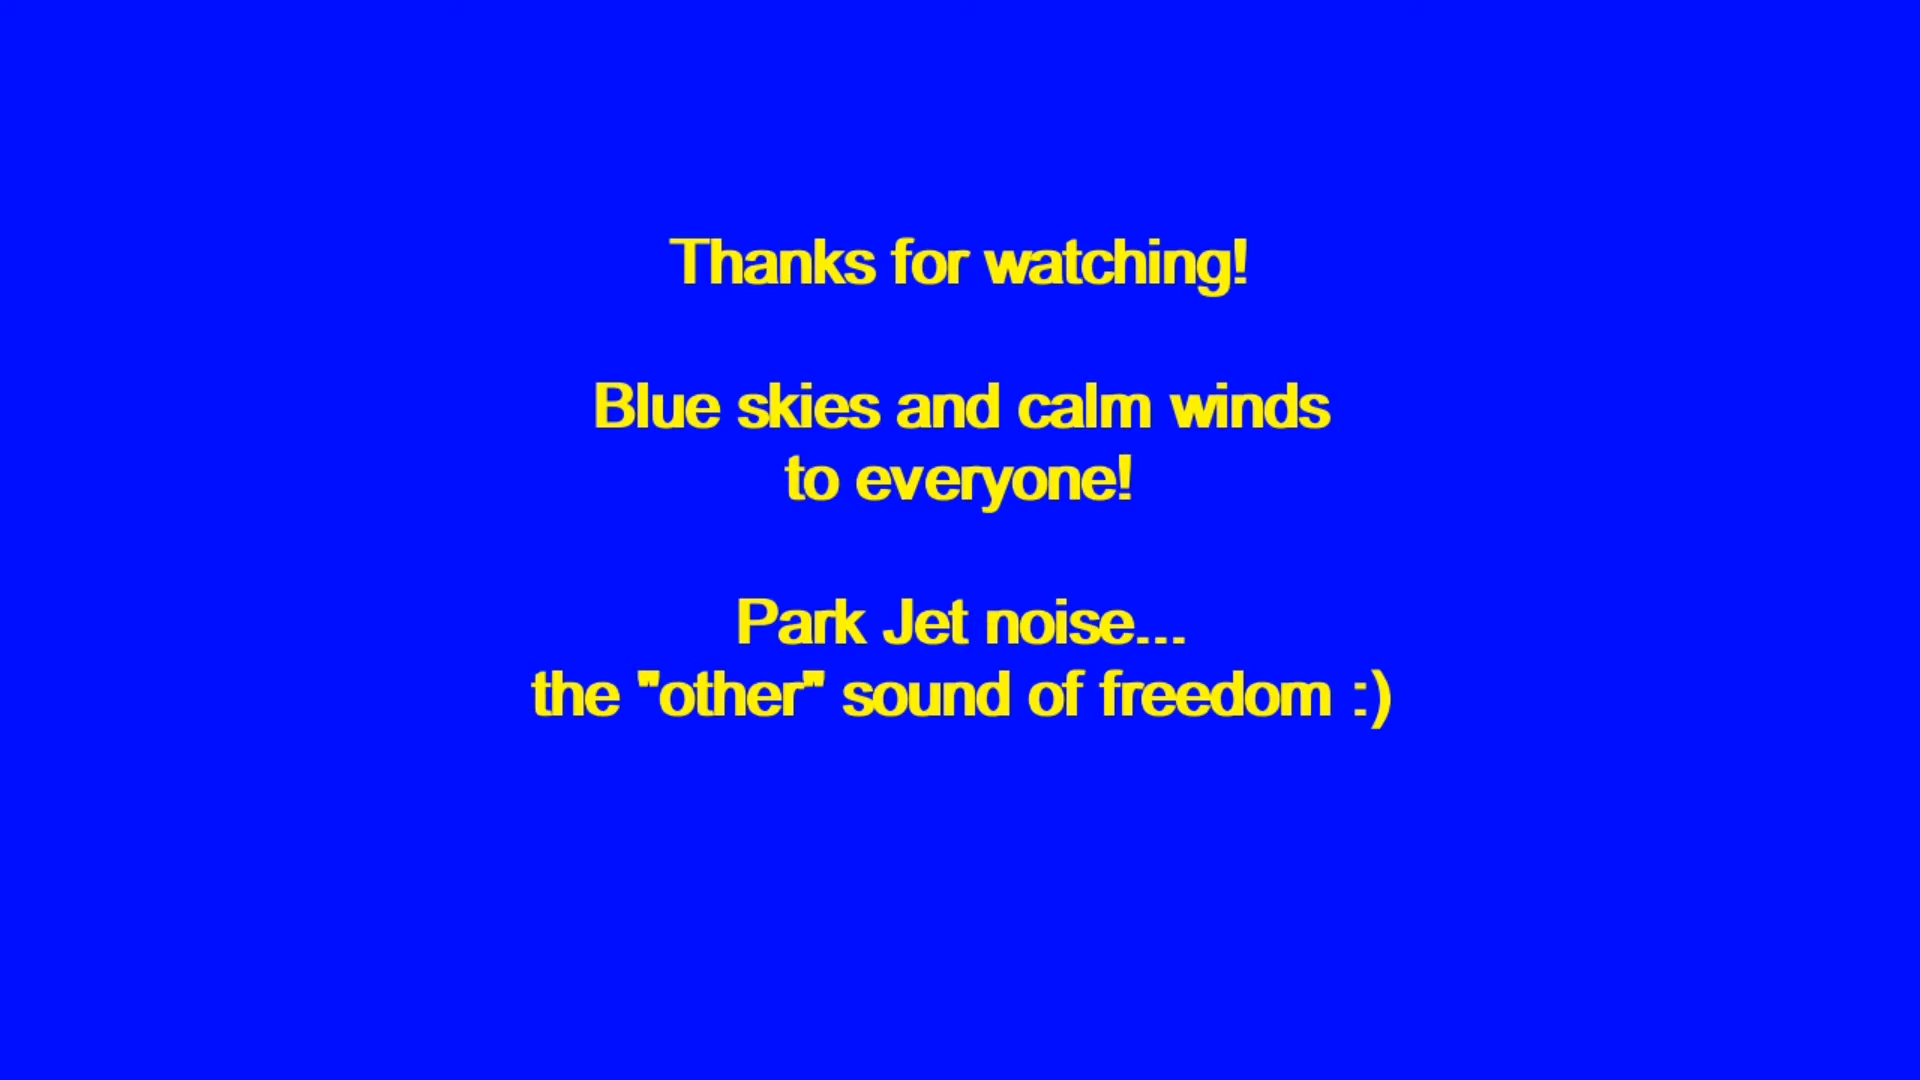 Thanks for watching!
Blue skies and calm winds
to everyone!
Park Jet noise...
the "other" sound of freedom :)